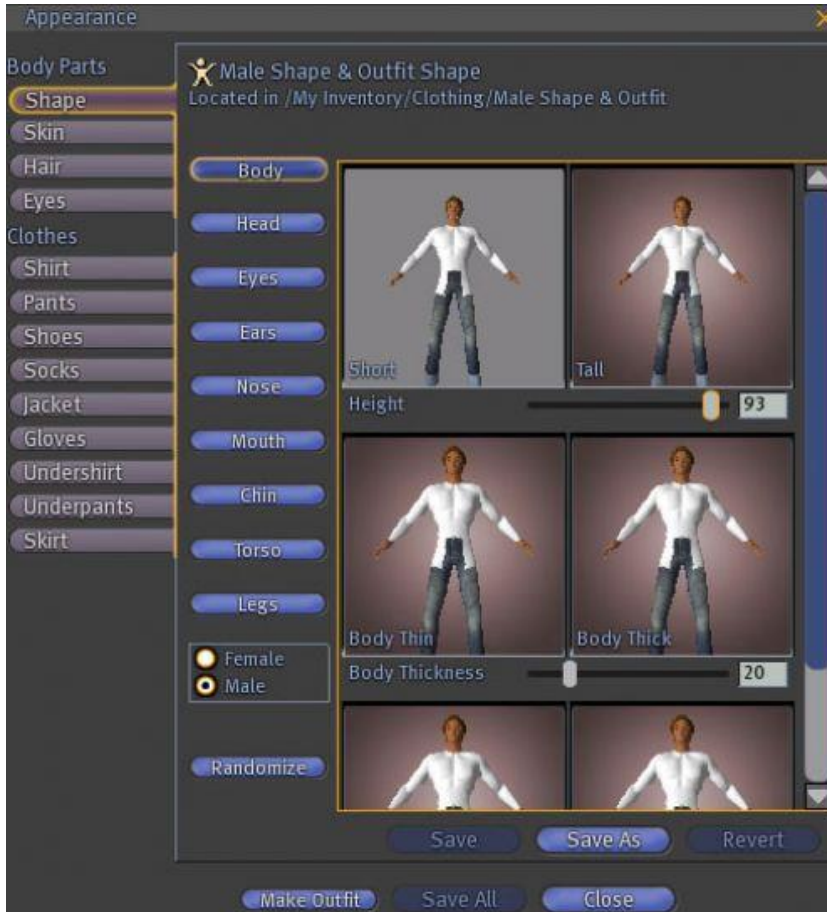 Appearance
Body Parts
Shape
Skin
Hair
Eyes
Clothes
Shirt
Pants
Shoes
Socks
Jacket
Gloves
Undershirt
Underpants
Skirt
Male Shape & Outfit Shape
Located in /My Inventory/Clothing/Male Shape & Outfit
Body
Head
Eyes
Ears
Nose
Mouth
Chin
Torso
Legs
Female
Male
Randomize
Short
Tall
Height 93
Body Thin
Body Thick
Body Thickness 20
Save
Save As
Revert
Make Outfit
Save All
Close